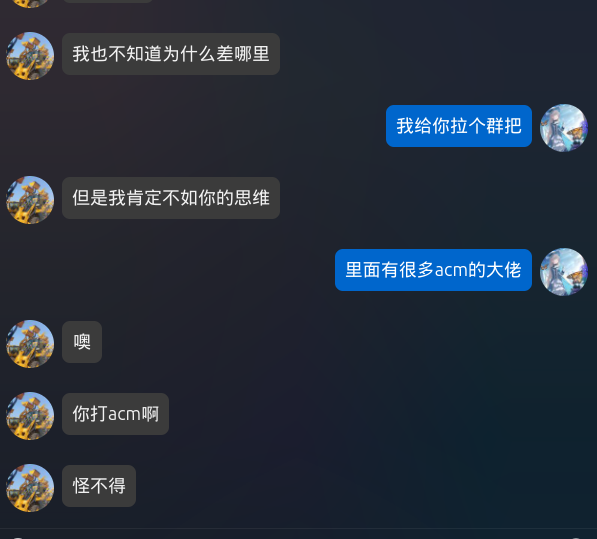 我也不知道为什么差哪里
我给你拉个群把
但是我肯定不如你的思维
里面有很多acm的大佬
噢
你打acm啊
怪不得